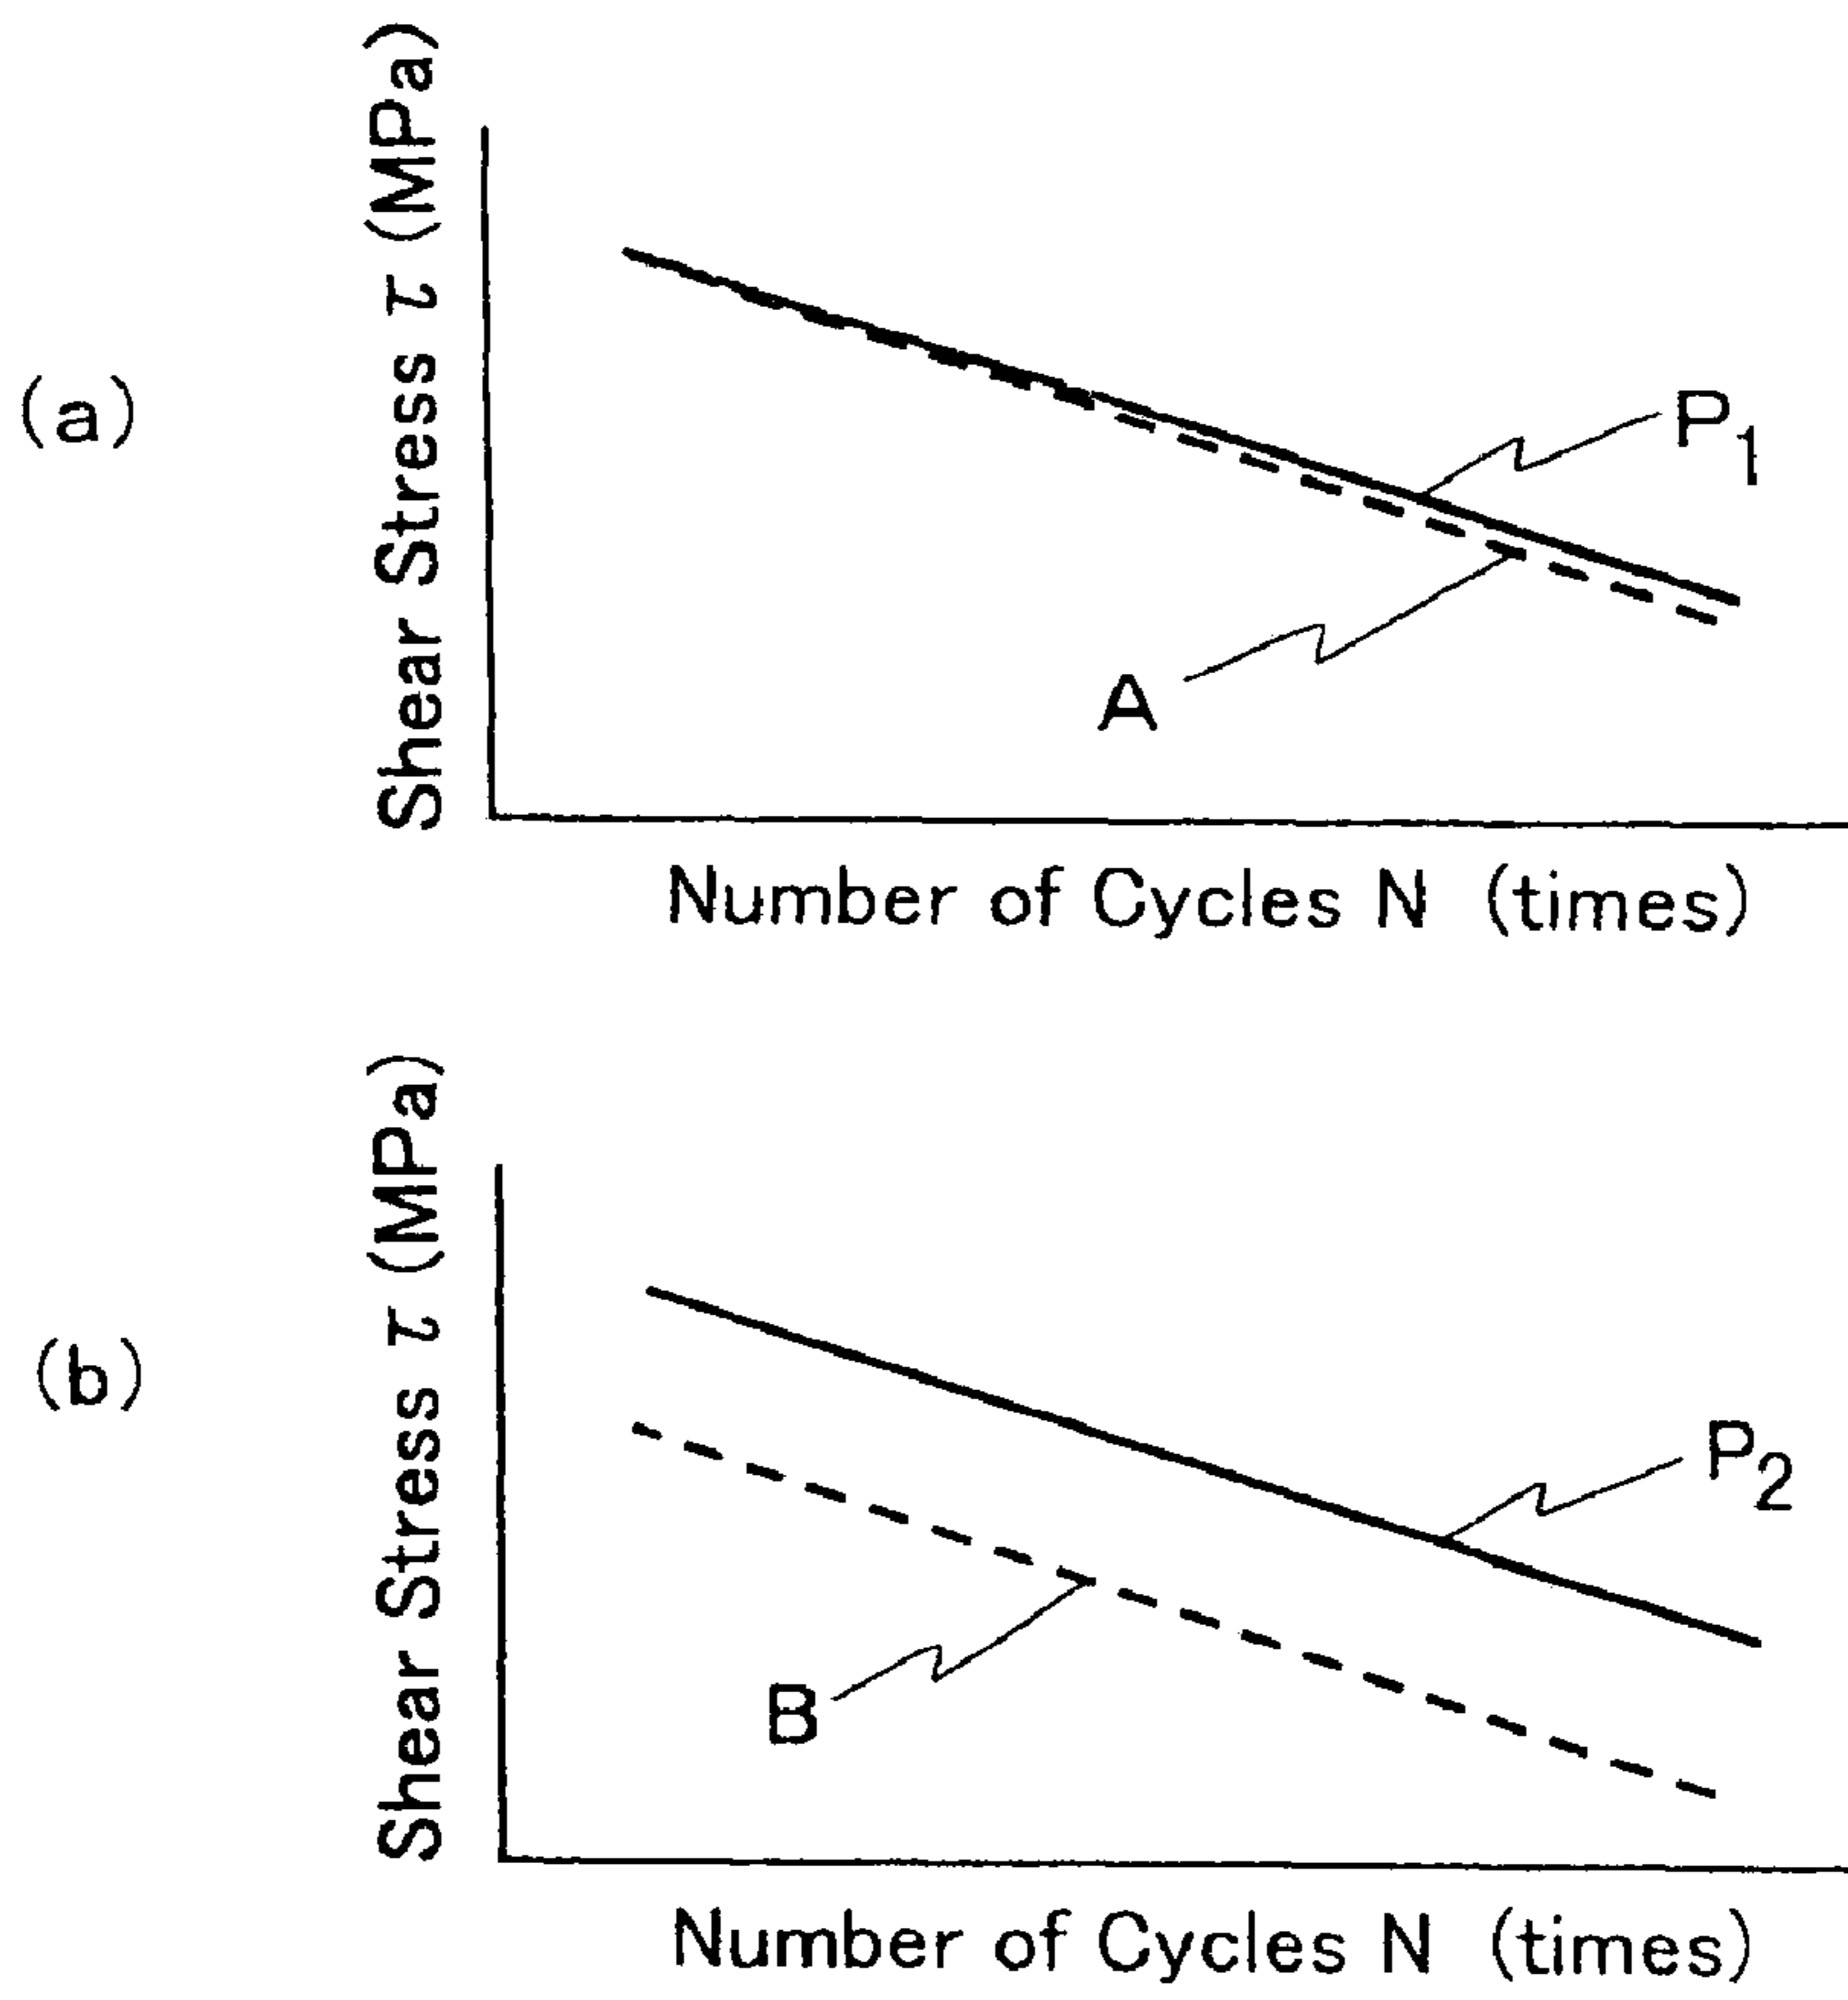 (a)
Shear Stress τ (MPa)
P1
A
Number of Cycles N (times)
(b)
Shear Stress τ (MPa)
P2
B
Number of Cycles N (times)